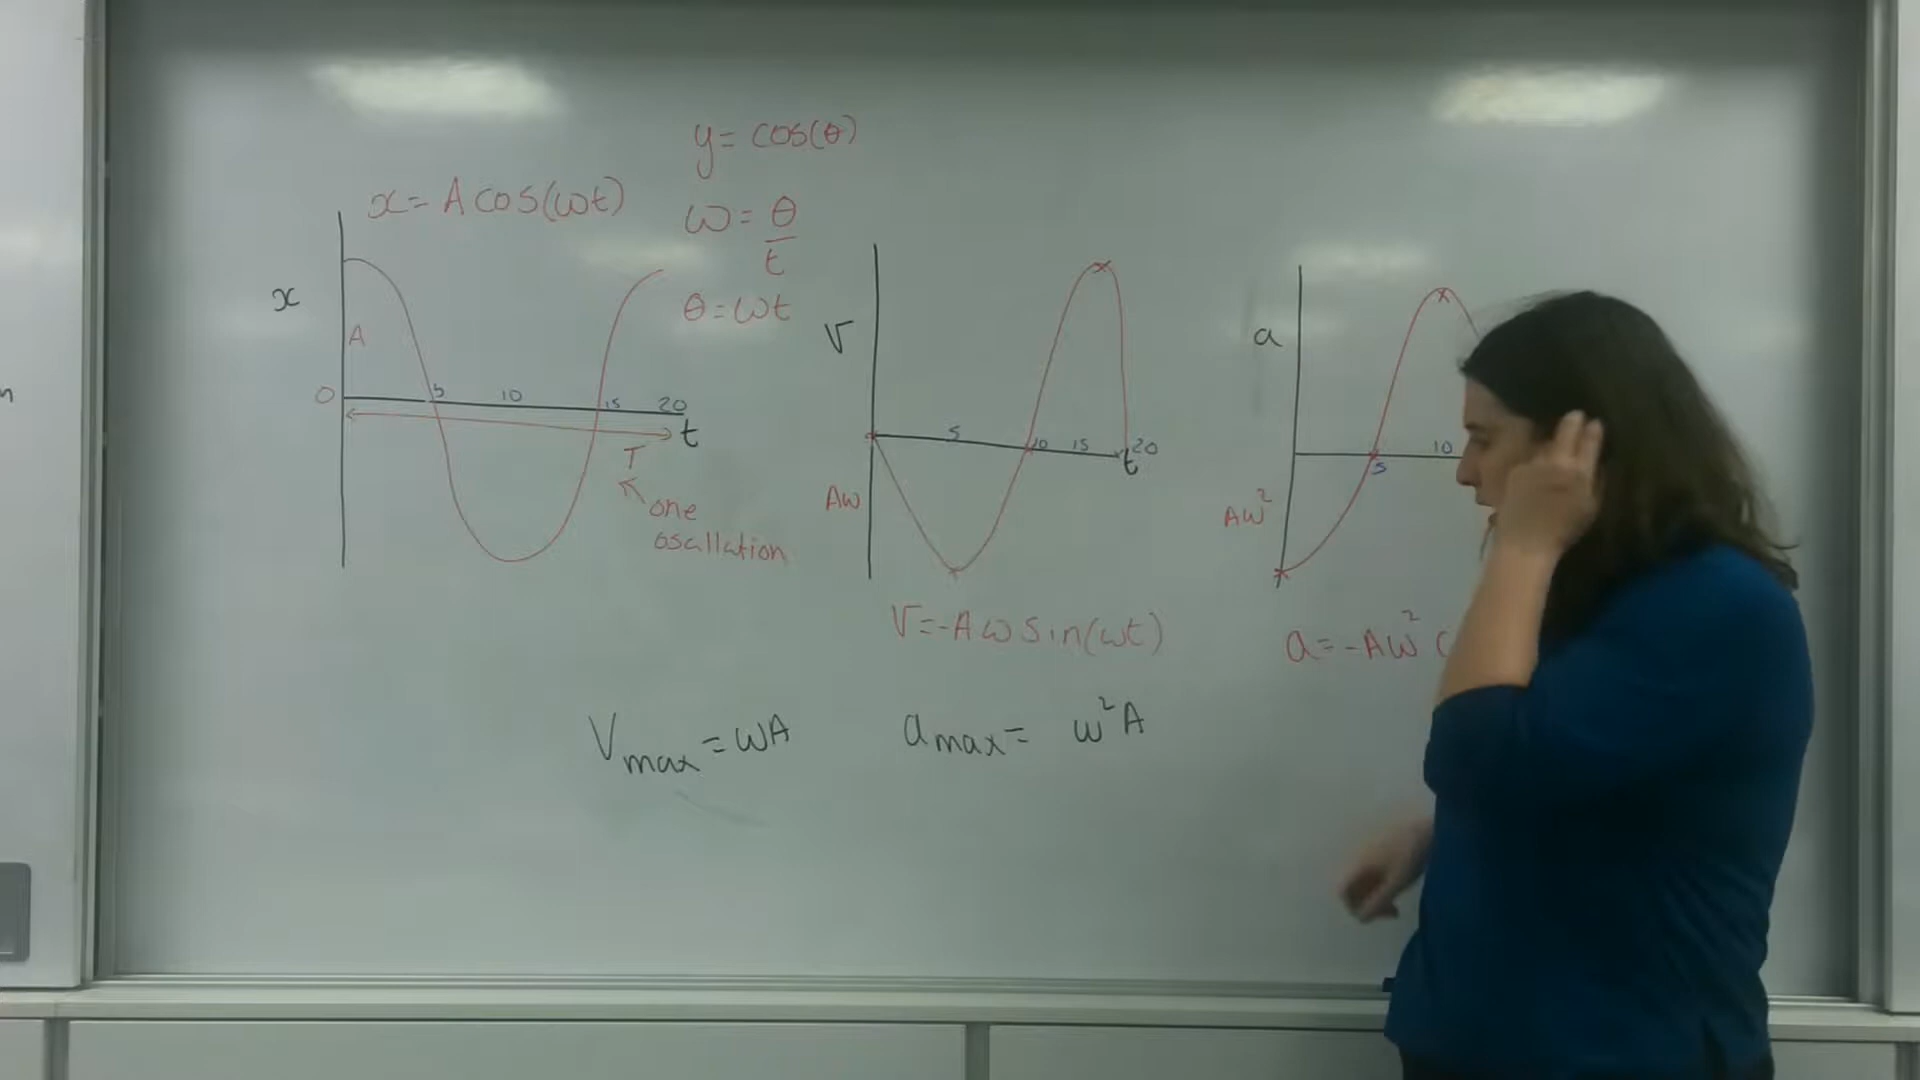 y = cos(θ)
x = A cos(ωt)
ω = θ/t
θ = ωt
x
A
0
5
10
15
20
t
T
one
oscallation
v
5
10
15
20
t
Aω
v = -Aω sin(ωt)
a
5
10
Aω²
a = -Aω² (
Vmax = ωA
amax = ω²A